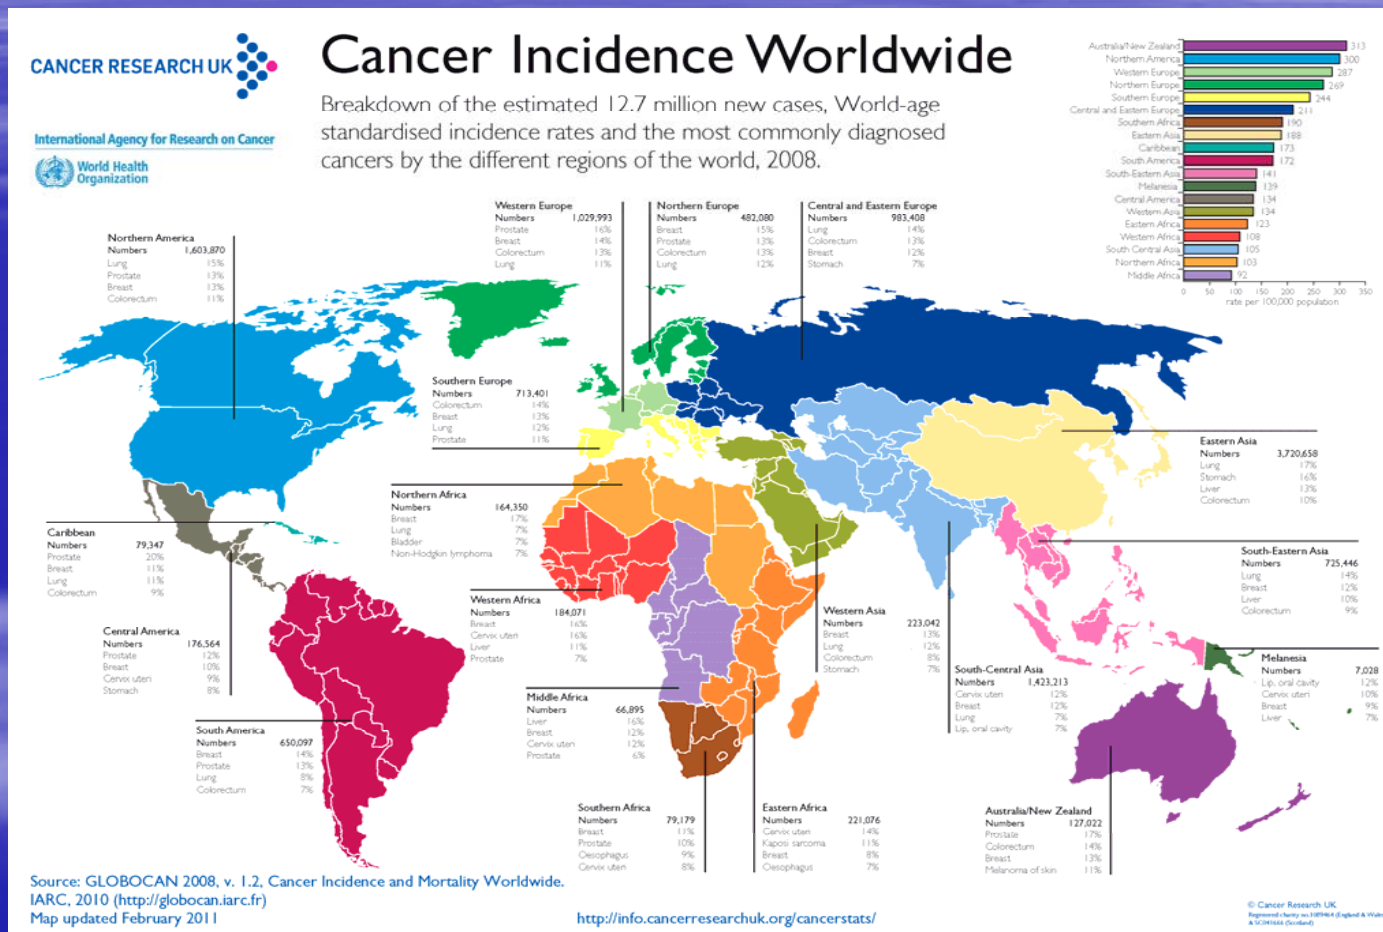 CANCER RESEARCH UK
International Agency for Research on Cancer
World Health
Organization
Cancer Incidence Worldwide
Breakdown of the estimated 12.7 million new cases, World-age
standardised incidence rates and the most commonly diagnosed
cancers by the different regions of the world, 2008.
Australia/New Zealand 313
Northern America 300
Western Europe 287
Northern Europe 269
Southern Europe 244
Central and Eastern Europe 211
Southern Africa 190
Eastern Asia 188
Caribbean 173
South America 172
South-Eastern Asia 141
Melanesia 139
Central America 134
Western Asia 134
Eastern Africa 123
Western Africa 108
South Central Asia 105
Northern Africa 103
Middle Africa 92
0 50 100 150 200 250 300 350
rate per 100,000 population
Northern America
Numbers 1,603,870
Lung 15%
Prostate 13%
Breast 13%
Colorectum 11%
Western Europe
Numbers 1,029,993
Prostate 16%
Breast 14%
Colorectum 13%
Lung 11%
Northern Europe
Numbers 482,080
Breast 15%
Prostate 13%
Colorectum 13%
Lung 12%
Central and Eastern Europe
Numbers 983,408
Lung 14%
Colorectum 13%
Breast 12%
Stomach 7%
Southern Europe
Numbers 713,401
Colorectum 14%
Breast 13%
Lung 12%
Prostate 11%
Eastern Asia
Numbers 3,720,658
Lung 17%
Stomach 16%
Liver 13%
Colorectum 10%
Northern Africa
Numbers 164,350
Breast 17%
Lung 7%
Bladder 7%
Non-Hodgkin lymphoma 7%
Caribbean
Numbers 79,347
Prostate 20%
Breast 11%
Lung 11%
Colorectum 9%
South-Eastern Asia
Numbers 725,446
Lung 14%
Breast 12%
Liver 10%
Colorectum 9%
Western Africa
Numbers 184,071
Breast 16%
Cervix uteri 16%
Liver 11%
Prostate 7%
Western Asia
Numbers 223,042
Breast 13%
Lung 12%
Colorectum 8%
Stomach 7%
Central America
Numbers 176,564
Prostate 12%
Breast 10%
Cervix uteri 9%
Stomach 8%
South-Central Asia
Numbers 1,423,213
Cervix uteri 12%
Breast 12%
Lung 7%
Lip, oral cavity 7%
Melanesia
Numbers 7,028
Lip, oral cavity 12%
Cervix uteri 10%
Breast 9%
Liver 7%
Middle Africa
Numbers 66,895
Liver 16%
Breast 12%
Cervix uteri 12%
Prostate 6%
South America
Numbers 650,097
Breast 14%
Prostate 13%
Lung 8%
Colorectum 7%
Southern Africa
Numbers 79,179
Breast 11%
Prostate 10%
Oesophagus 9%
Cervix uteri 8%
Eastern Africa
Numbers 221,076
Cervix uteri 14%
Kaposi sarcoma 11%
Breast 8%
Oesophagus 7%
Australia/New Zealand
Numbers 127,022
Prostate 17%
Colorectum 14%
Breast 13%
Melanoma of skin 11%
Source: GLOBOCAN 2008, v. 1.2, Cancer Incidence and Mortality Worldwide.
IARC, 2010 (http://globocan.iarc.fr)
Map updated February 2011
http://info.cancerresearchuk.org/cancerstats/
© Cancer Research UK
Registered charity no.1089464 (England & Wales)
& SC041666 (Scotland)